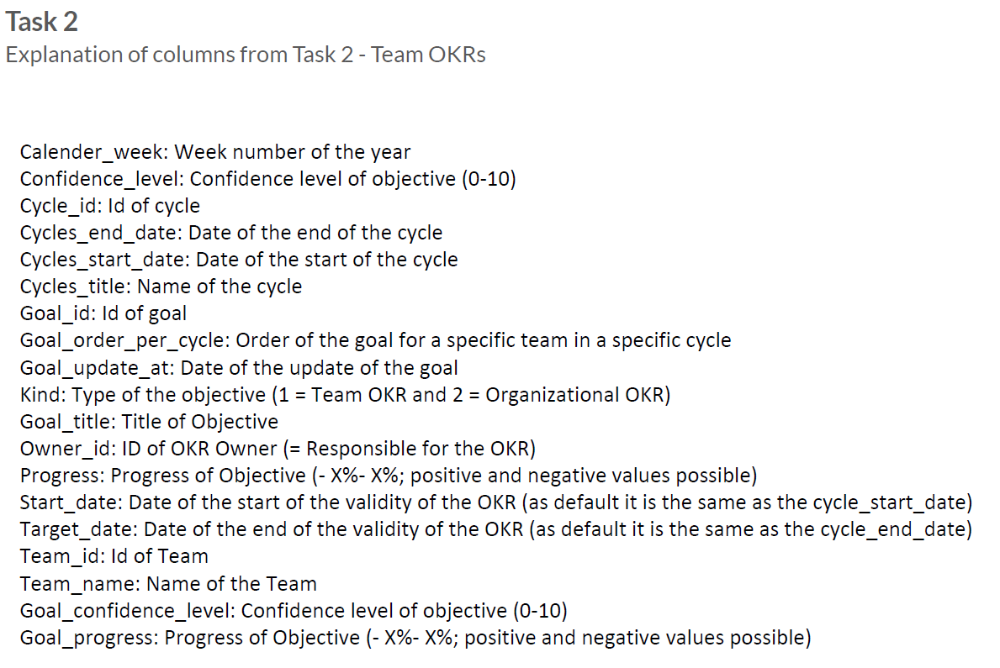 Task 2
Explanation of columns from Task 2 - Team OKRs
Calender_week: Week number of the year
Confidence_level: Confidence level of objective (0-10)
Cycle_id: Id of cycle
Cycles_end_date: Date of the end of the cycle
Cycles_start_date: Date of the start of the cycle
Cycles_title: Name of the cycle
Goal_id: Id of goal
Goal_order_per_cycle: Order of the goal for a specific team in a specific cycle
Goal_update_at: Date of the update of the goal
Kind: Type of the objective (1 = Team OKR and 2 = Organizational OKR)
Goal_title: Title of Objective
Owner_id: ID of OKR Owner (= Responsible for the OKR)
Progress: Progress of Objective (- X%- X%; positive and negative values possible)
Start_date: Date of the start of the validity of the OKR (as default it is the same as the cycle_start_date)
Target_date: Date of the end of the validity of the OKR (as default it is the same as the cycle_end_date)
Team_id: Id of Team
Team_name: Name of the Team
Goal_confidence_level: Confidence level of objective (0-10)
Goal_progress: Progress of Objective (- X%- X%; positive and negative values possible)